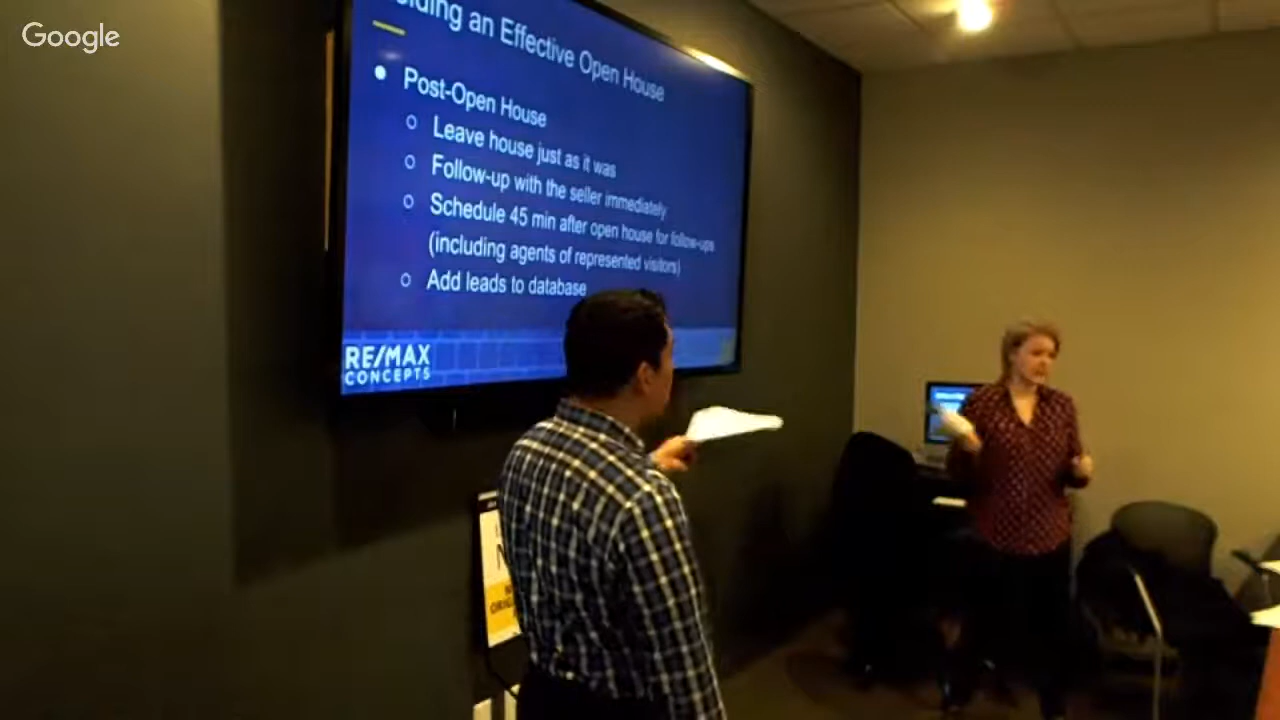 Google
an Effective Open House
Post-Open House
Leave house just as it was
Follow-up with the seller immediately
Schedule 45 min after open house for follow-ups
(including agents of represented visitors)
Add leads to database
RE/MAX
CONCEPTS